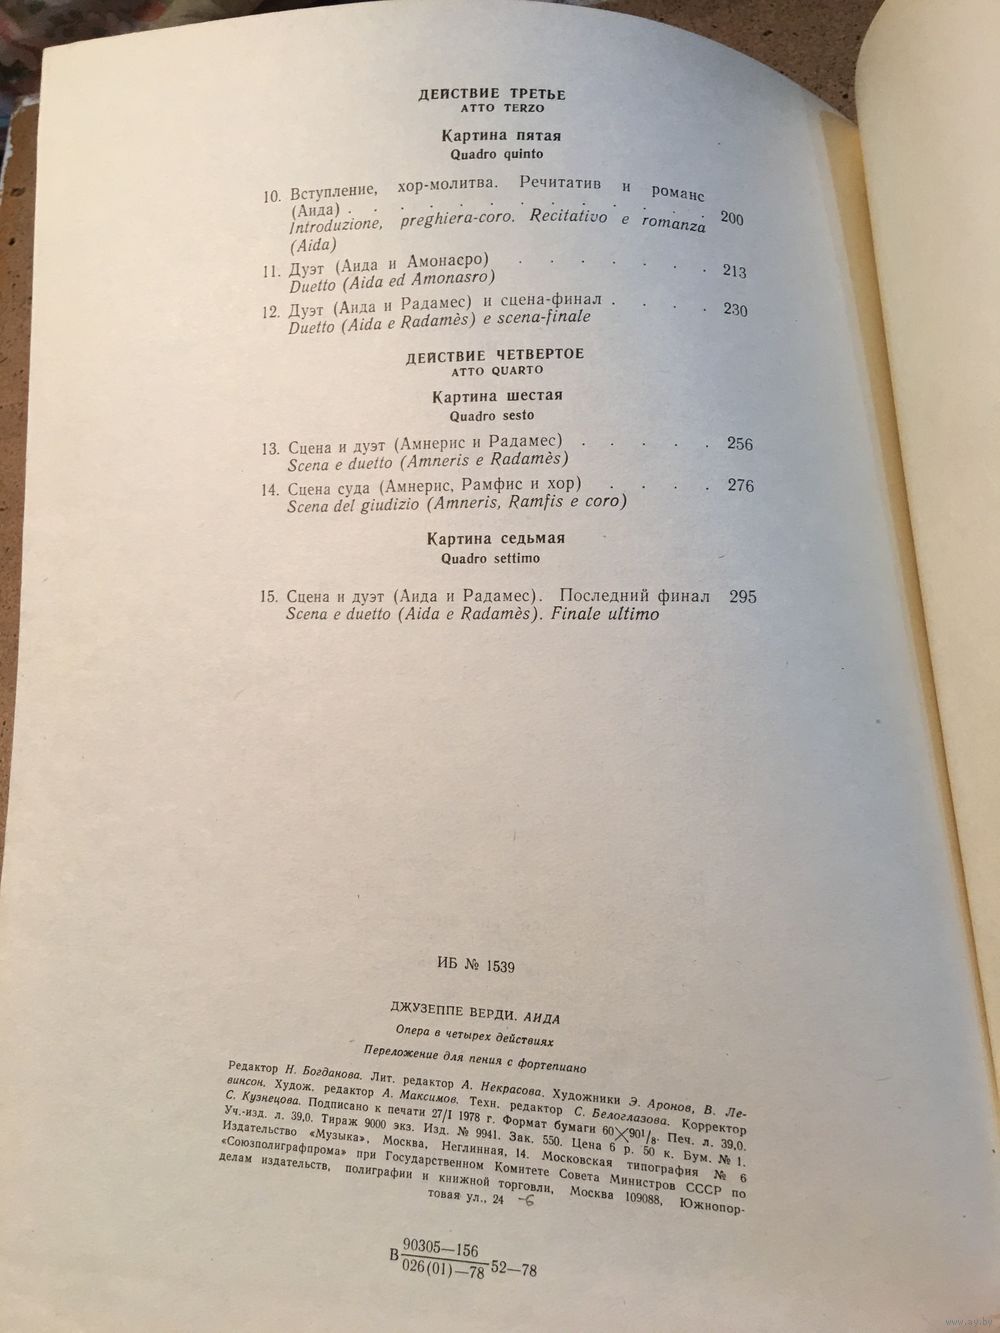 ДЕЙСТВИЕ ТРЕТЬЕ
ATTO TERZO
Картина пятая
Quadro quinto
10. Вступление, хор-молитва. Речитатив и романс
(Аида) . . . . . . . . . . . . 200
Introduzione, preghiera-coro. Recitativo e romanza
(Aida)
11. Дуэт (Аида и Амонасро) . . . . . . 213
Duetto (Aida ed Amonasro)
12. Дуэт (Аида и Радамес) и сцена-финал . . . . 230
Duetto (Aida e Radamès) e scena-finale
ДЕЙСТВИЕ ЧЕТВЕРТОЕ
ATTO QUARTO
Картина шестая
Quadro sesto
13. Сцена и дуэт (Амнерис и Радамес) . . . . . 256
Scena e duetto (Amneris e Radamès)
14. Сцена суда (Амнерис, Рамфис и хор) . . . . 276
Scena del giudizio (Amneris, Ramfis e coro)
Картина седьмая
Quadro settimo
15. Сцена и дуэт (Аида и Радамес). Последний финал 295
Scena e duetto (Aida e Radamès). Finale ultimo
ИБ № 1539
ДЖУЗЕППЕ ВЕРДИ. АИДА
Опера в четырех действиях
Переложение для пения с фортепиано
Редактор Н. Богданова. Лит. редактор А. Некрасова. Художники Э. Аронов, В. Ле-
винсон. Худож. редактор А. Максимов. Техн. редактор С. Белоглазова. Корректор
С. Кузнецова. Подписано к печати 27/I 1978 г. Формат бумаги 60×90¹/₈. Печ. л. 39,0.
Уч.-изд. л. 39,0. Тираж 9000 экз. Изд. № 9941. Зак. 550. Цена 6 р. 50 к. Бум. № 1.
Издательство «Музыка», Москва, Неглинная, 14. Московская типография № 6
«Союзполиграфпрома» при Государственном Комитете Совета Министров СССР по
делам издательств, полиграфии и книжной торговли, Москва 109088, Южнопор-
товая ул., 24 -6
90305—156
В 52—78
026(01)—78
www.ay.by